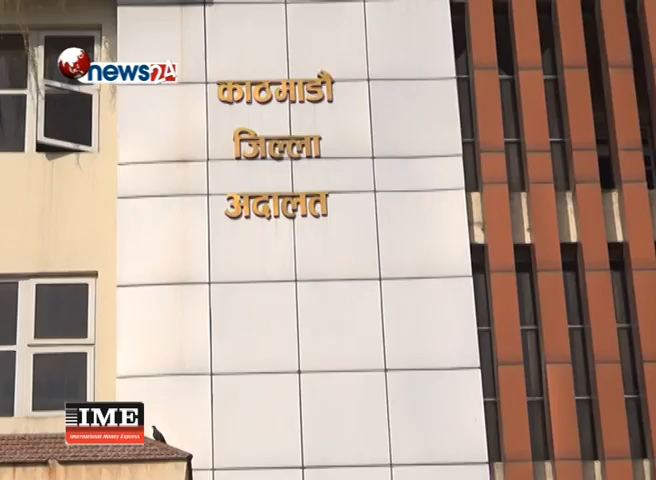 news24
काठमाडौं
जिल्ला
अदालत
IME
International Money Express